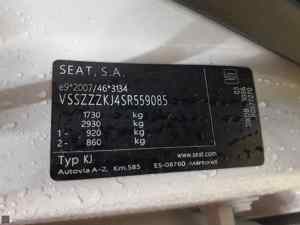 SEAT, S.A.
e9*2007/46*3134
VSSZZZKJ4SR559085
1730 kg
2930 kg
1- 920 kg
2- 860 kg
Typ KJ
www.seat.com
Autovía A-2, Km.585 ES-08760 -Martorell